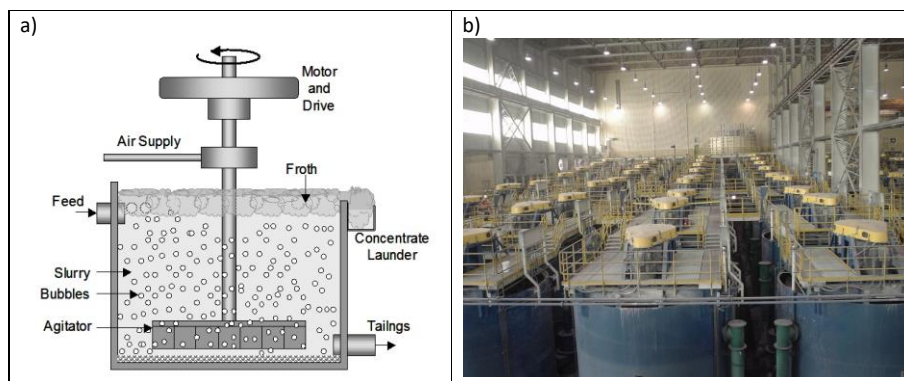 a)
Motor
and
Drive
Air Supply
Froth
Feed
Concentrate
Launder
Slurry
Bubbles
Agitator
Tailngs
b)